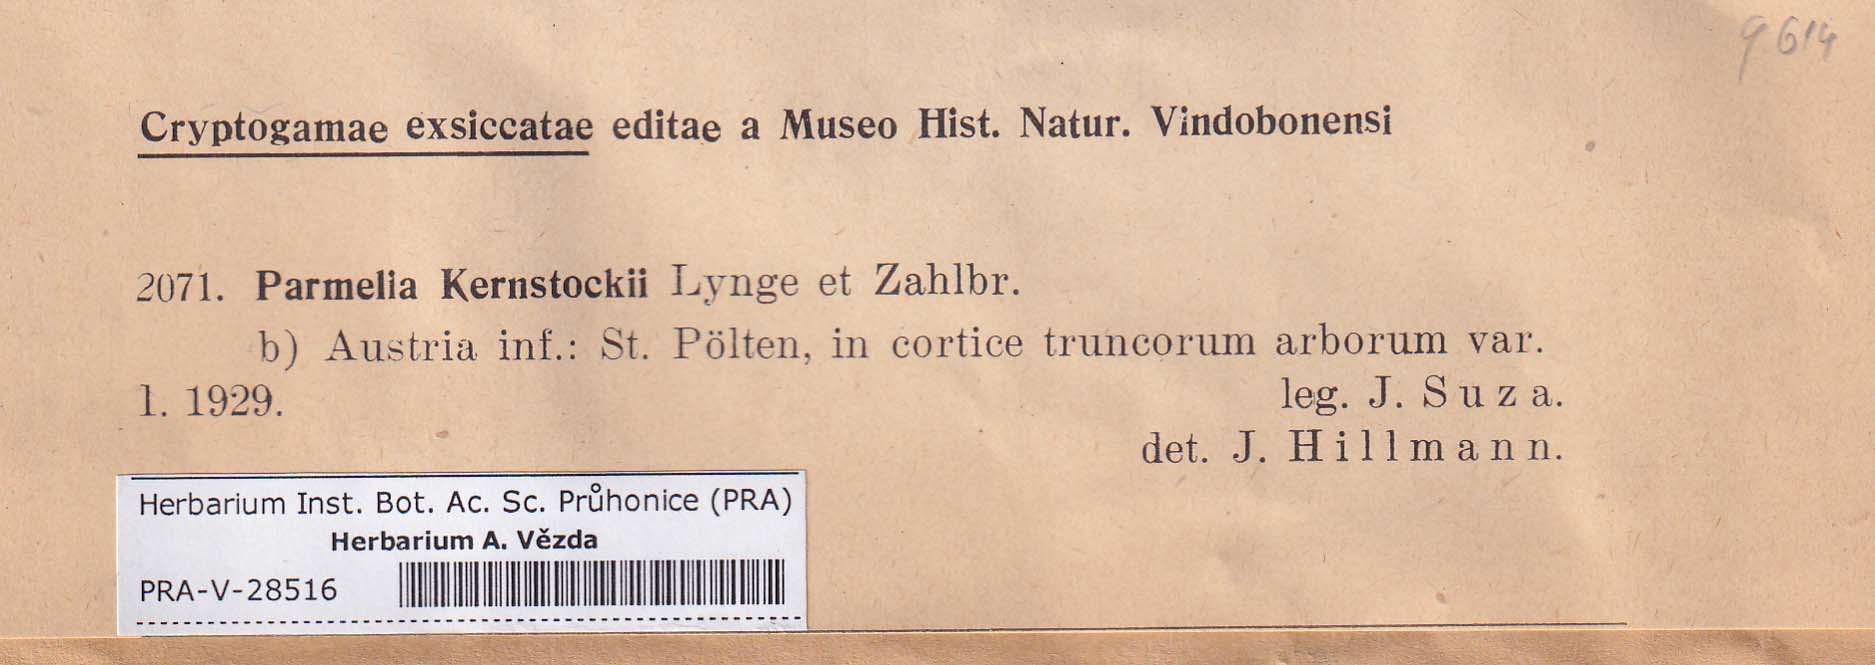 9614
Cryptogamae exsiccatae editae a Museo Hist. Natur. Vindobonensi
2071. Parmelia Kernstockii Lynge et Zahlbr.
b) Austria inf.: St. Pölten, in cortice truncorum arborum var.
1. 1929. leg. J. Suza.
det. J. Hillmann.
Herbarium Inst. Bot. Ac. Sc. Průhonice (PRA)
Herbarium A. Vězda
PRA-V-28516